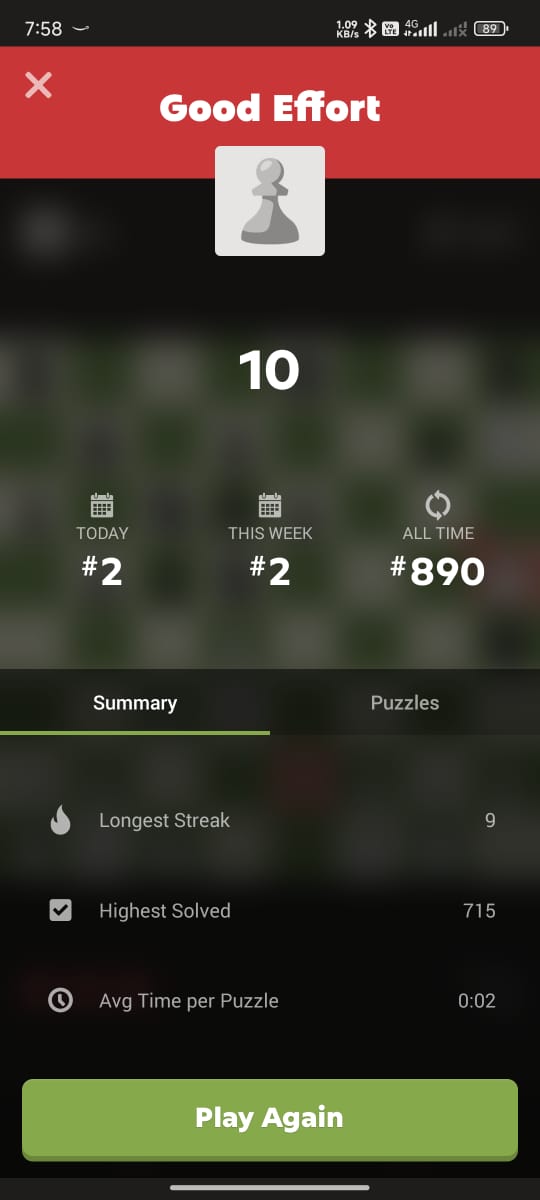 7:58
1.09 KB/s
Vo LTE
4G
89
Good Effort
10
TODAY
THIS WEEK
ALL TIME
#2
#2
#890
Summary
Puzzles
Longest Streak 9
Highest Solved 715
Avg Time per Puzzle 0:02
Play Again